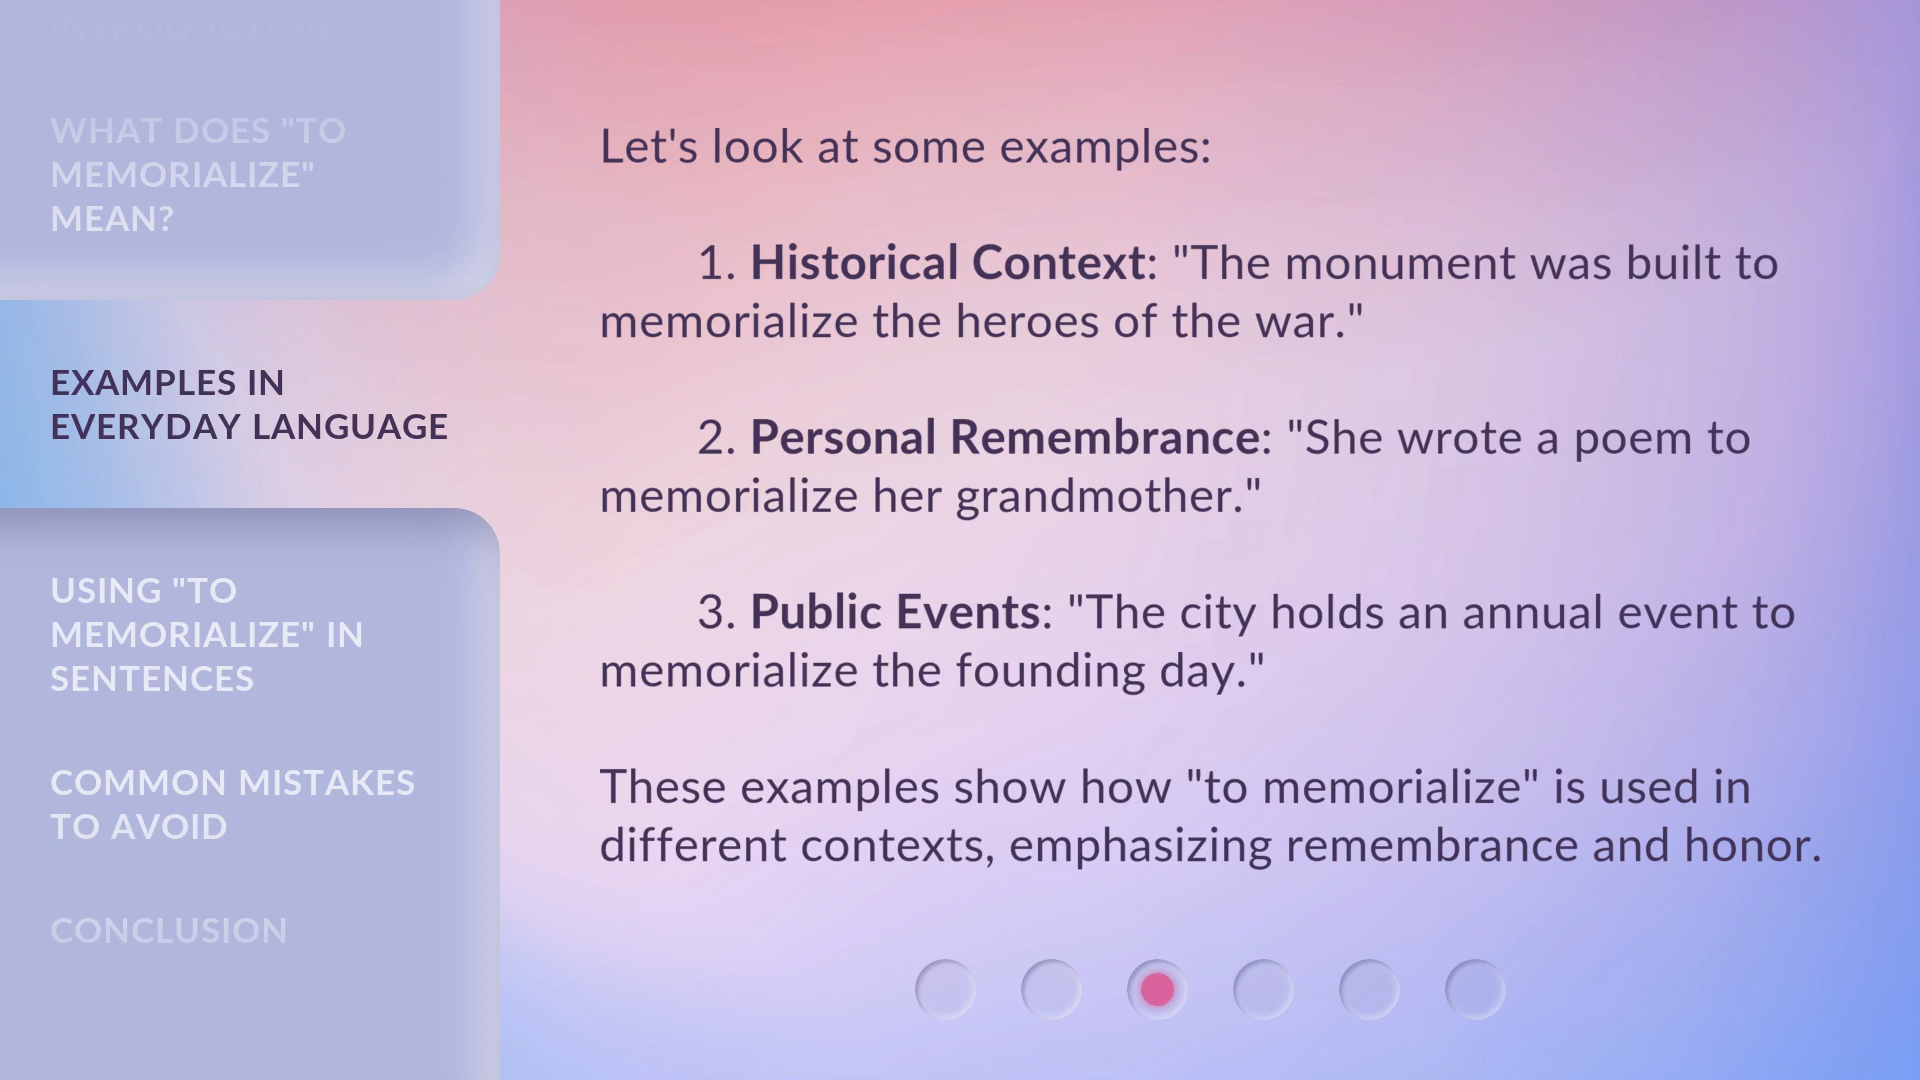 INTRODUCTION
WHAT DOES "TO
MEMORIALIZE"
MEAN?
EXAMPLES IN
EVERYDAY LANGUAGE
USING "TO
MEMORIALIZE" IN
SENTENCES
COMMON MISTAKES
TO AVOID
CONCLUSION
Let's look at some examples:
1. Historical Context: "The monument was built to
memorialize the heroes of the war."
2. Personal Remembrance: "She wrote a poem to
memorialize her grandmother."
3. Public Events: "The city holds an annual event to
memorialize the founding day."
These examples show how "to memorialize" is used in
different contexts, emphasizing remembrance and honor.